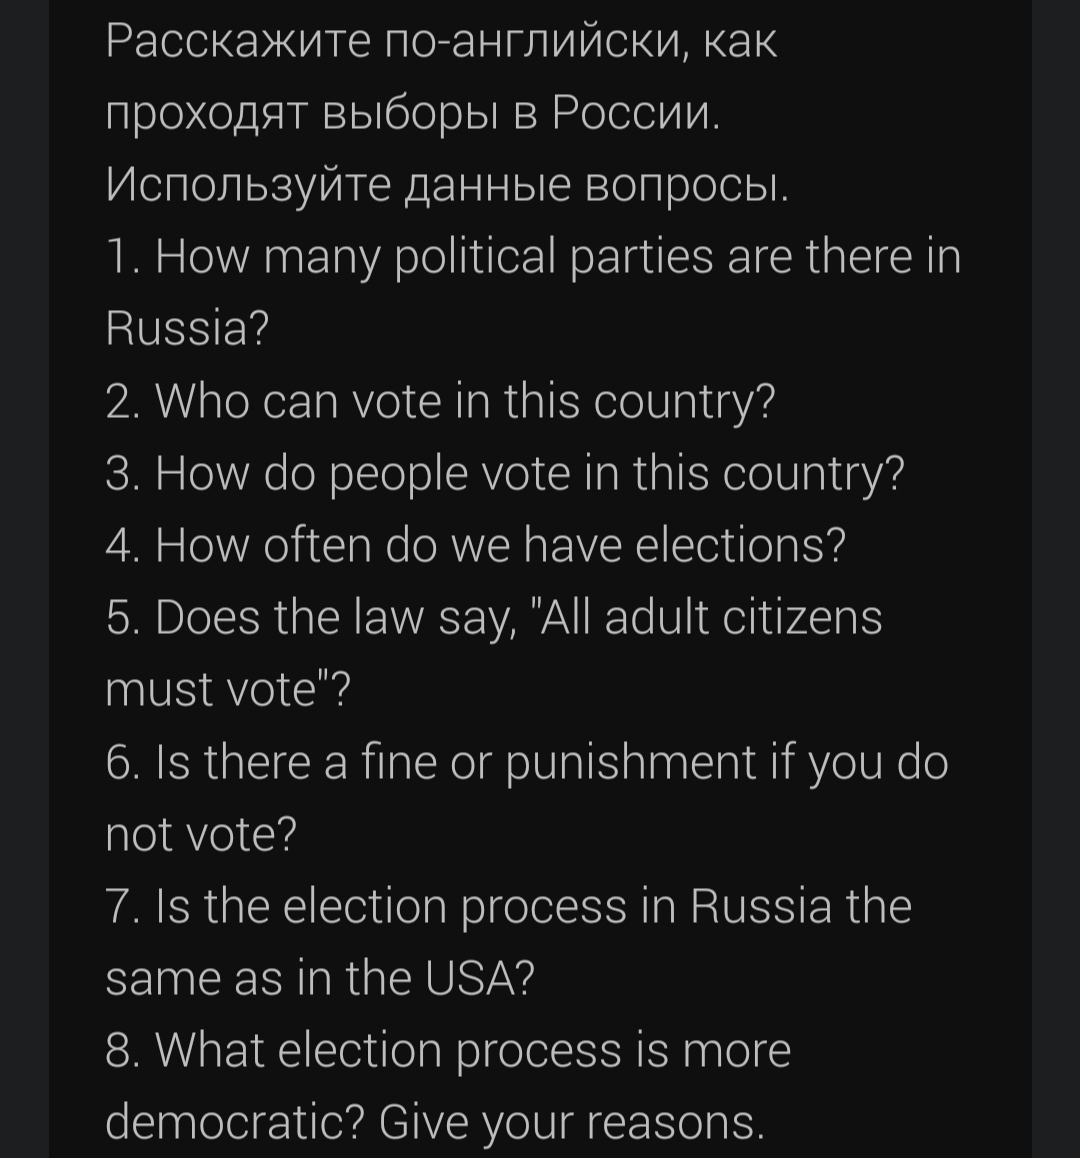 Расскажите по-английски, как
проходят выборы в России.
Используйте данные вопросы.
1. How many political parties are there in
Russia?
2. Who can vote in this country?
3. How do people vote in this country?
4. How often do we have elections?
5. Does the law say, "All adult citizens
must vote"?
6. Is there a fine or punishment if you do
not vote?
7. Is the election process in Russia the
same as in the USA?
8. What election process is more
democratic? Give your reasons.